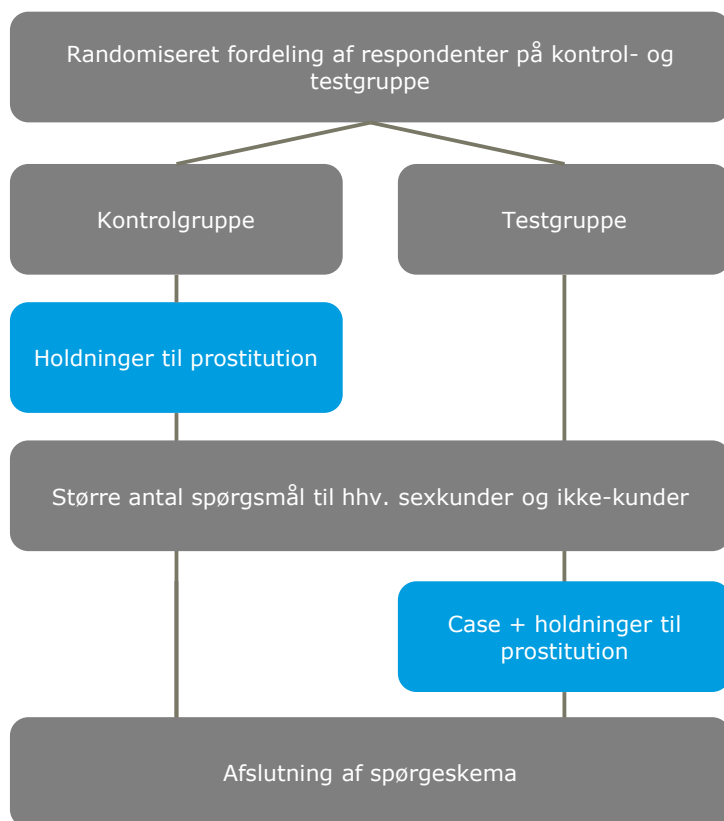 Randomiseret fordeling af respondenter på kontrol- og
testgruppe
Kontrolgruppe
Testgruppe
Holdninger til prostitution
Større antal spørgsmål til hhv. sexkunder og ikke-kunder
Case + holdninger til
prostitution
Afslutning af spørgeskema